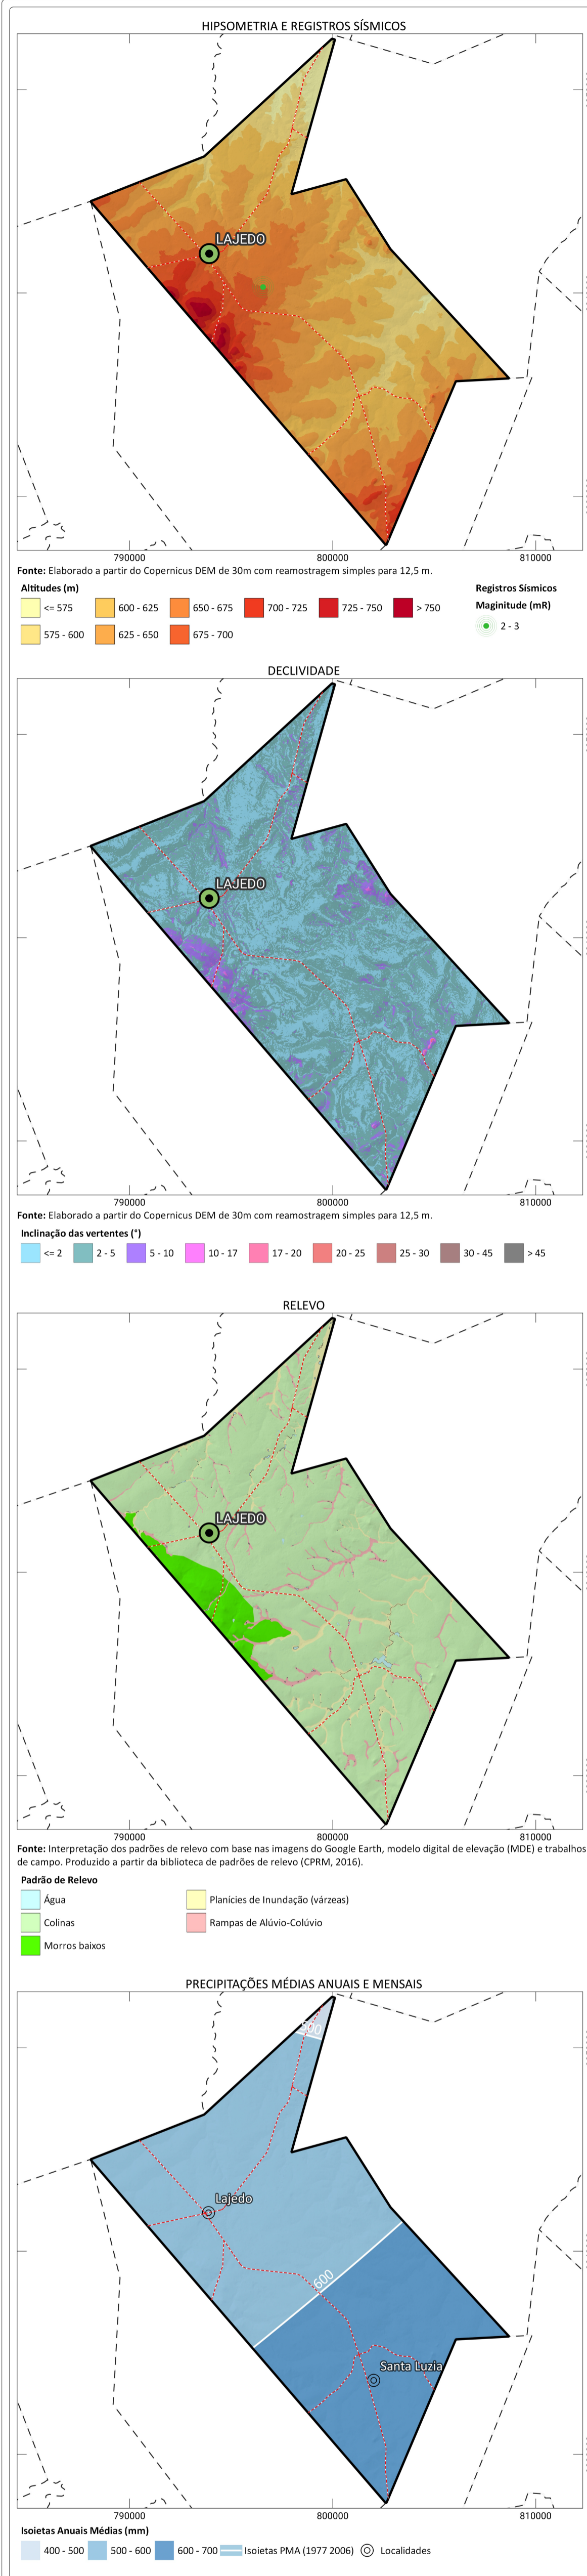 HIPSOMETRIA E REGISTROS SÍSMICOS
LAJEDO
790000 800000 810000
Fonte: Elaborado a partir do Copernicus DEM de 30m com reamostragem simples para 12,5 m.
Altitudes (m)
<= 575 600 - 625 650 - 675 700 - 725 725 - 750 > 750
575 - 600 625 - 650 675 - 700
Registros Sísmicos
Maginitude (mR)
2 - 3
DECLIVIDADE
LAJEDO
790000 800000 810000
Fonte: Elaborado a partir do Copernicus DEM de 30m com reamostragem simples para 12,5 m.
Inclinação das vertentes (°)
<= 2 2 - 5 5 - 10 10 - 17 17 - 20 20 - 25 25 - 30 30 - 45 > 45
RELEVO
LAJEDO
790000 800000 810000
Fonte: Interpretação dos padrões de relevo com base nas imagens do Google Earth, modelo digital de elevação (MDE) e trabalhos
de campo. Produzido a partir da biblioteca de padrões de relevo (CPRM, 2016).
Padrão de Relevo
Água Planícies de Inundação (várzeas)
Colinas Rampas de Alúvio-Colúvio
Morros baixos
PRECIPITAÇÕES MÉDIAS ANUAIS E MENSAIS
500
Lajedo
600
Santa Luzia
790000 800000 810000
Isoietas Anuais Médias (mm)
400 - 500 500 - 600 600 - 700 Isoietas PMA (1977 2006) Localidades